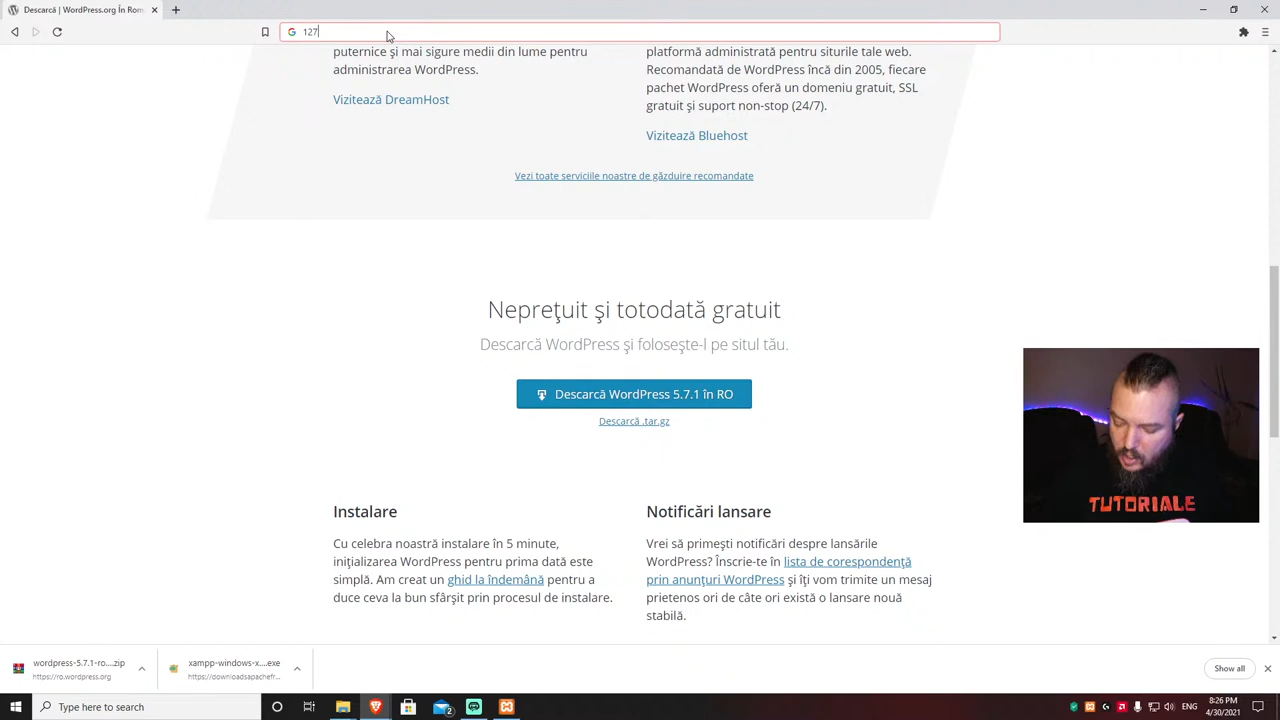 Descarcă | WordPress.org În Rom
127
puternice și mai sigure medii din lume pentru
administrarea WordPress.
Vizitează DreamHost
platformă administrată pentru siturile tale web.
Recomandată de WordPress încă din 2005, fiecare
pachet WordPress oferă un domeniu gratuit, SSL
gratuit și suport non-stop (24/7).
Vizitează Bluehost
Vezi toate serviciile noastre de găzduire recomandate
Neprețuit și totodată gratuit
Descarcă WordPress și folosește-l pe situl tău.
Descarcă WordPress 5.7.1 în RO
Descarcă .tar.gz
Instalare
Cu celebra noastră instalare în 5 minute,
inițializarea WordPress pentru prima dată este
simplă. Am creat un ghid la îndemână pentru a
duce ceva la bun sfârșit prin procesul de instalare.
Notificări lansare
Vrei să primești notificări despre lansările
WordPress? Înscrie-te în lista de corespondență
prin anunțuri WordPress și îți vom trimite un mesaj
prietenos ori de câte ori există o lansare nouă
stabilă.
TUTORIALE
wordpress-5.7.1-ro....zip
https://ro.wordpress.org
xampp-windows-x....exe
https://downloadsapachefr...
Show all
Type here to search
2
ENG
8:26 PM
4/30/2021